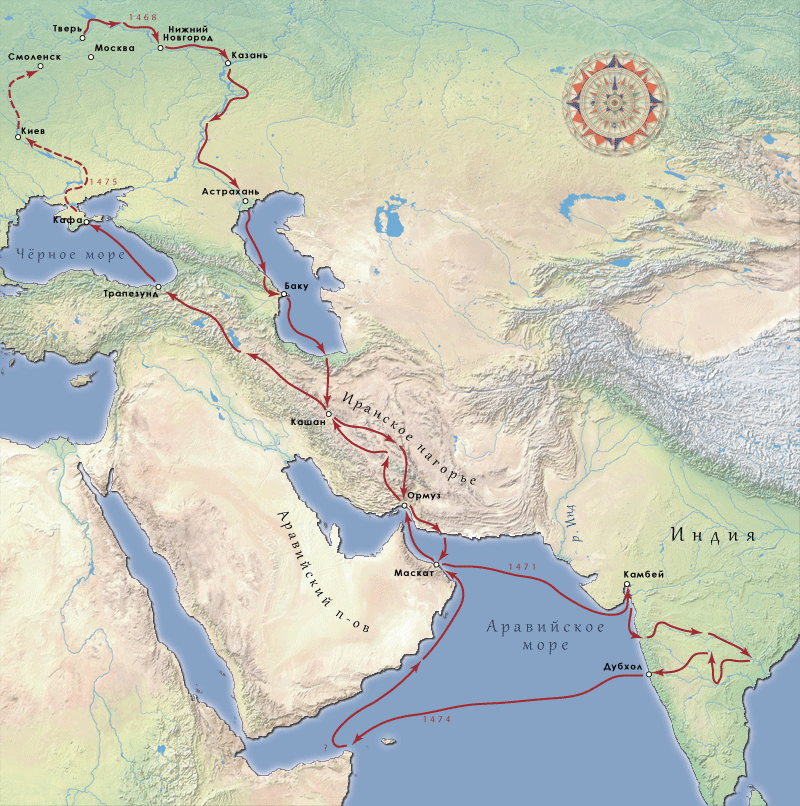 1468
Тверь
Нижний
Новгород
Москва
Смоленск
Казань
Киев
1475
Астрахань
Кафа
Чёрное море
Баку
Трапезунд
Иранское нагорье
Кашан
Ормуз
р. Инд
Индия
Аравийский п-ов
Маскат
1471
Камбей
Аравийское
море
Дубхол
1474
?